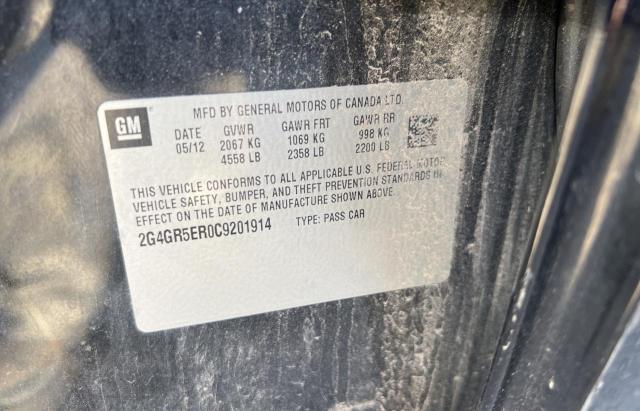 MFD BY GENERAL MOTORS OF CANADA LTD.
GM
DATE GVWR GAWR FRT GAWR RR
05/12 2067 KG 1069 KG 998 KG
4558 LB 2358 LB 2200 LB
THIS VEHICLE CONFORMS TO ALL APPLICABLE U.S. FEDERAL MOTOR
VEHICLE SAFETY, BUMPER, AND THEFT PREVENTION STANDARDS IN
EFFECT ON THE DATE OF MANUFACTURE SHOWN ABOVE.
2G4GR5ER0C9201914 TYPE: PASS CAR